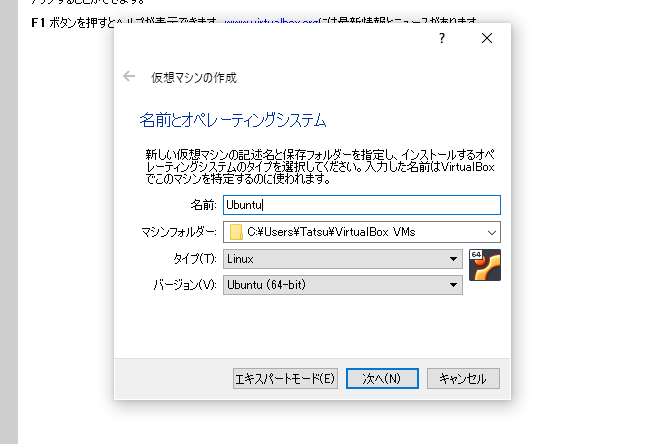 F1 ボタンを押すとヘルプが表示できます。 www.virtualbox.orgには最新情報とニュースがあります。
?
仮想マシンの作成
名前とオペレーティングシステム
新しい仮想マシンの記述名と保存フォルダーを指定し、インストールするオペ
レーティングシステムのタイプを選択してください。入力した名前はVirtualBox
でこのマシンを特定するのに使われます。
名前: Ubuntu
マシンフォルダー: C:¥Users¥Tatsu¥VirtualBox VMs
タイプ(T): Linux
64
バージョン(V): Ubuntu (64-bit)
エキスパートモード(E) 次へ(N) キャンセル